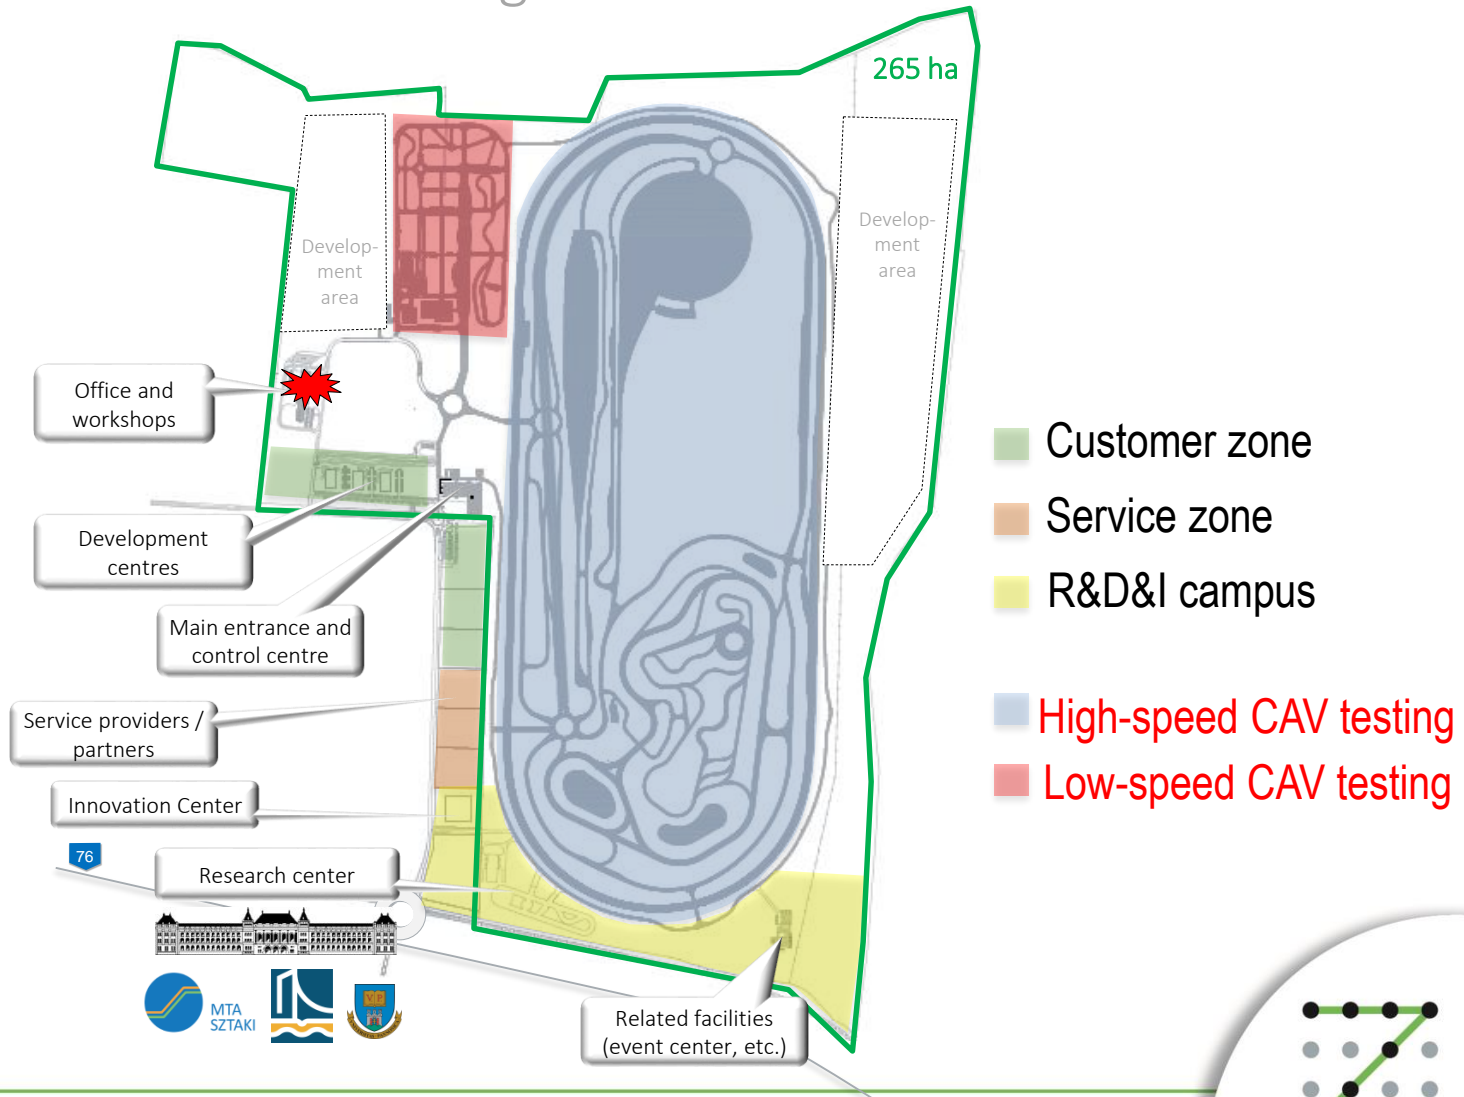 265 ha
Develop-
ment
area
Develop-
ment
area
Office and
workshops
Development
centres
Main entrance and
control centre
Service providers /
partners
Innovation Center
76
Research center
MTA
SZTAKI
Related facilities
(event center, etc.)
Customer zone
Service zone
R&D&I campus
High-speed CAV testing
Low-speed CAV testing